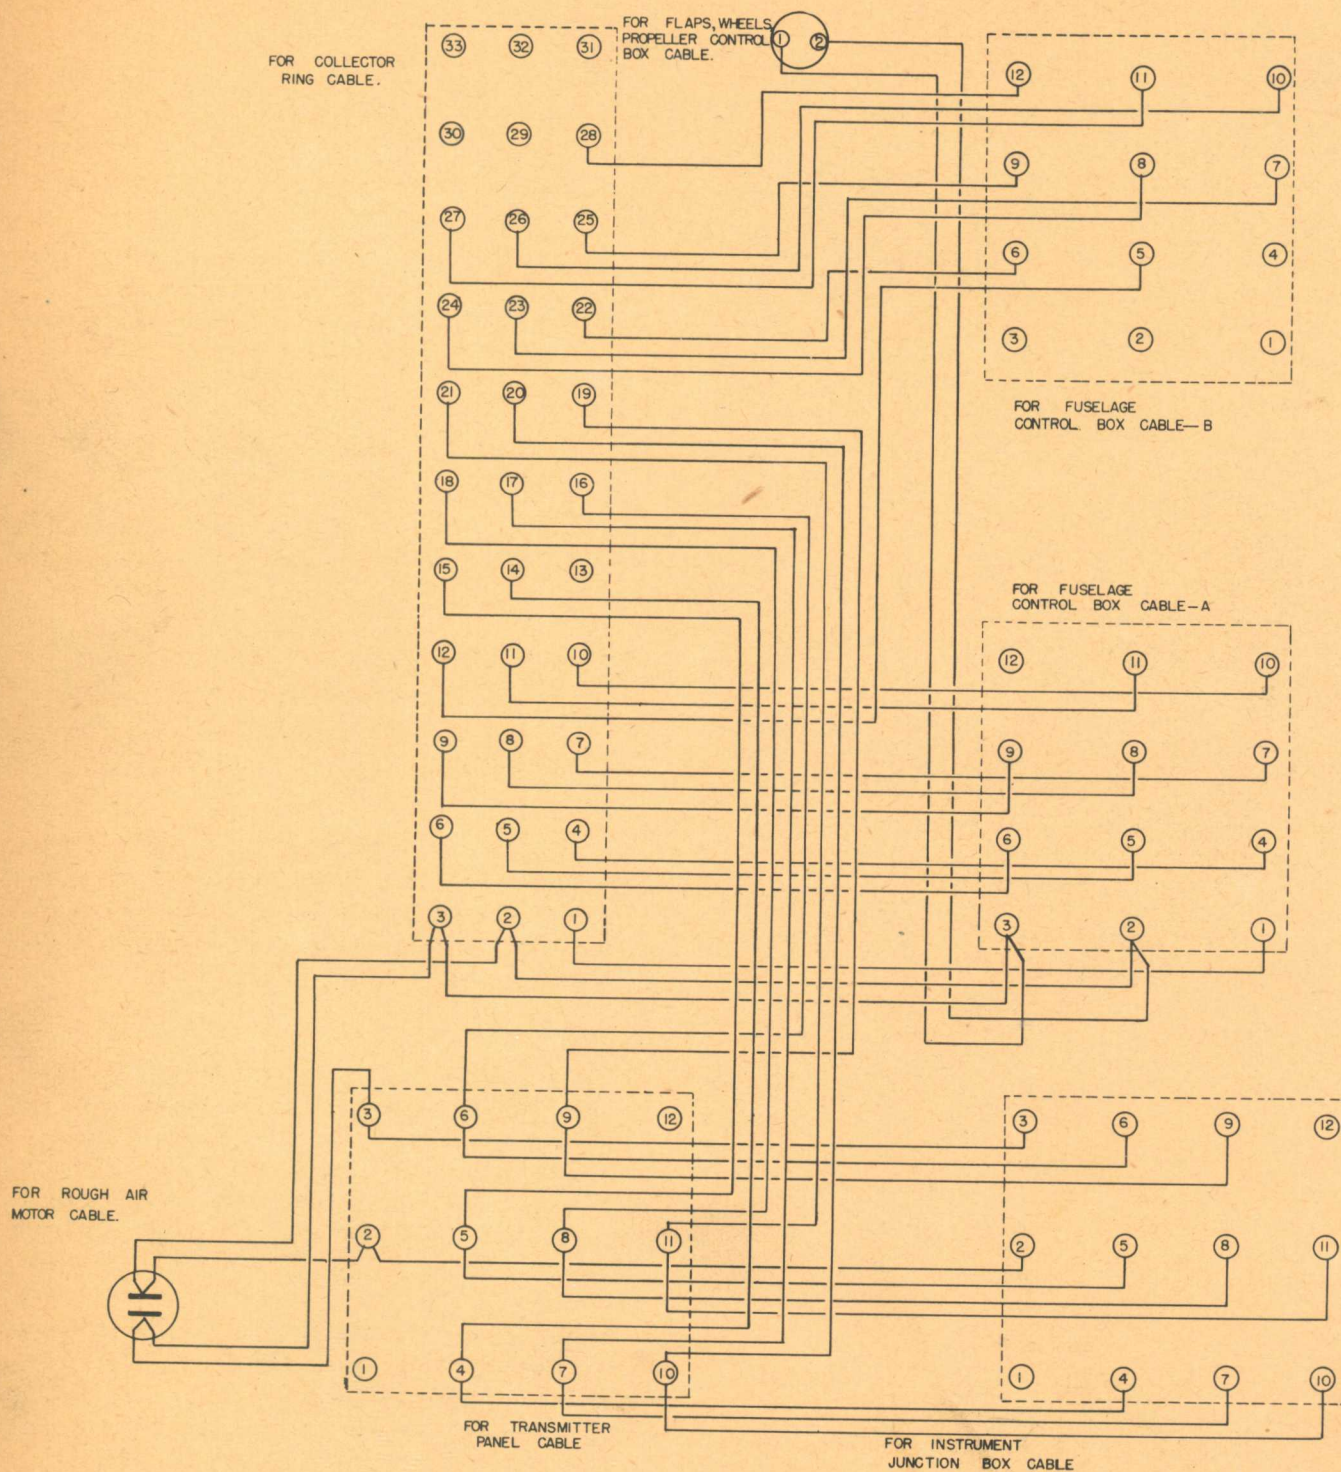 FOR COLLECTOR
RING CABLE.
FOR FLAPS, WHEELS,
PROPELLER CONTROL
BOX CABLE.
1 2
33 32 31
30 29 28
27 26 25
24 23 22
21 20 19
18 17 16
15 14 13
12 11 10
9 8 7
6 5 4
3 2 1
12 11 10
9 8 7
6 5 4
3 2 1
FOR FUSELAGE
CONTROL BOX CABLE—B
FOR FUSELAGE
CONTROL BOX CABLE—A
12 11 10
9 8 7
6 5 4
3 2 1
FOR ROUGH AIR
MOTOR CABLE.
3 6 9 12
2 5 8 11
1 4 7 10
FOR TRANSMITTER
PANEL CABLE
3 6 9 12
2 5 8 11
1 4 7 10
FOR INSTRUMENT
JUNCTION BOX CABLE